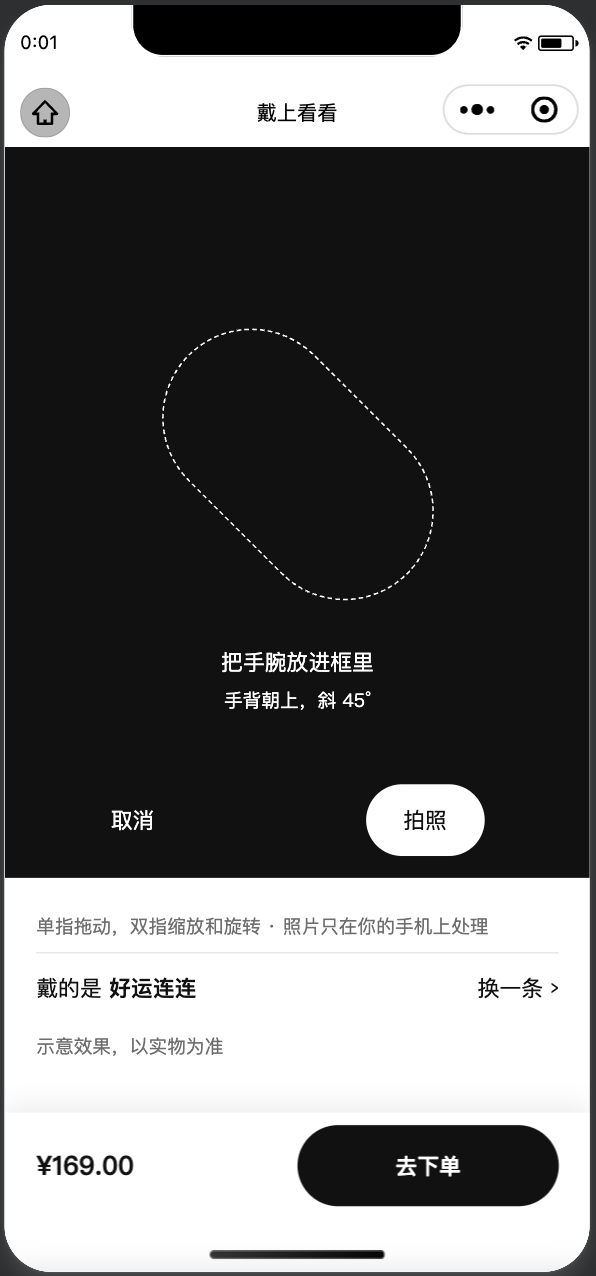 0:01
戴上看看
把手腕放进框里
手背朝上，斜 45°
取消
拍照
单指拖动，双指缩放和旋转 · 照片只在你的手机上处理
戴的是 好运连连
换一条 >
示意效果，以实物为准
¥169.00
去下单